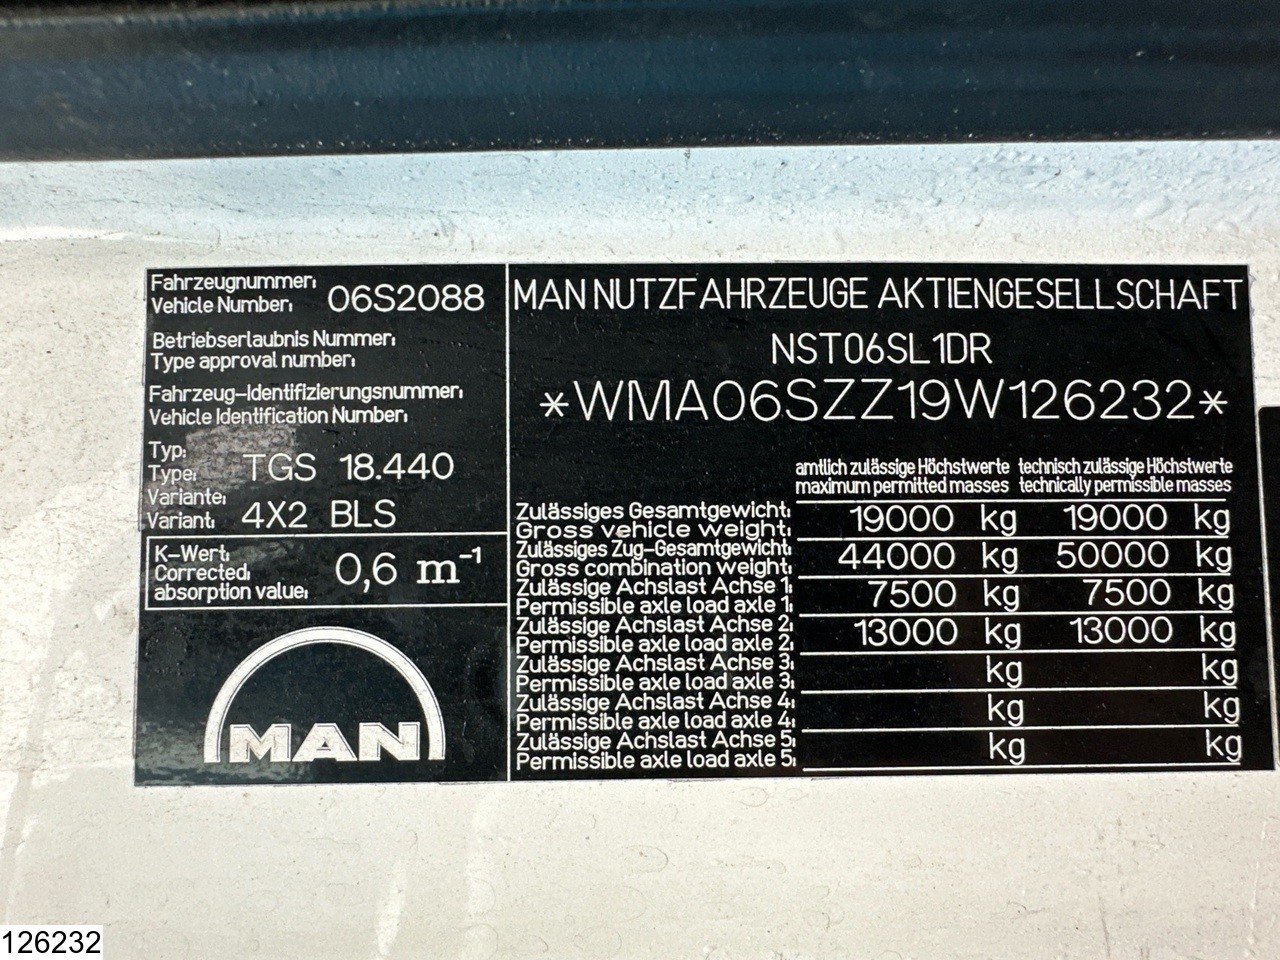 Fahrzeugnummer:
Vehicle Number: 06S2088
Betriebserlaubnis Nummer:
Type approval number:
Fahrzeug-Identifizierungsnummer:
Vehicle Identification Number:
Typ:
Type: TGS 18.440
Variante:
Variant: 4X2 BLS
K-Wert:
Corrected: 0,6 m⁻¹
absorption value:
MAN
MAN NUTZFAHRZEUGE AKTIENGESELLSCHAFT
NST06SL1DR
*WMA06SZZ19W126232*
amtlich zulässige Höchstwerte technisch zulässige Höchstwerte
maximum permitted masses technically permissible masses
Zulässiges Gesamtgewicht:
Gross vehicle weight: 19000 kg 19000 kg
Zulässiges Zug-Gesamtgewicht:
Gross combination weight: 44000 kg 50000 kg
Zulässige Achslast Achse 1:
Permissible axle load axle 1: 7500 kg 7500 kg
Zulässige Achslast Achse 2:
Permissible axle load axle 2: 13000 kg 13000 kg
Zulässige Achslast Achse 3:
Permissible axle load axle 3: kg kg
Zulässige Achslast Achse 4:
Permissible axle load axle 4: kg kg
Zulässige Achslast Achse 5:
Permissible axle load axle 5: kg kg
126232